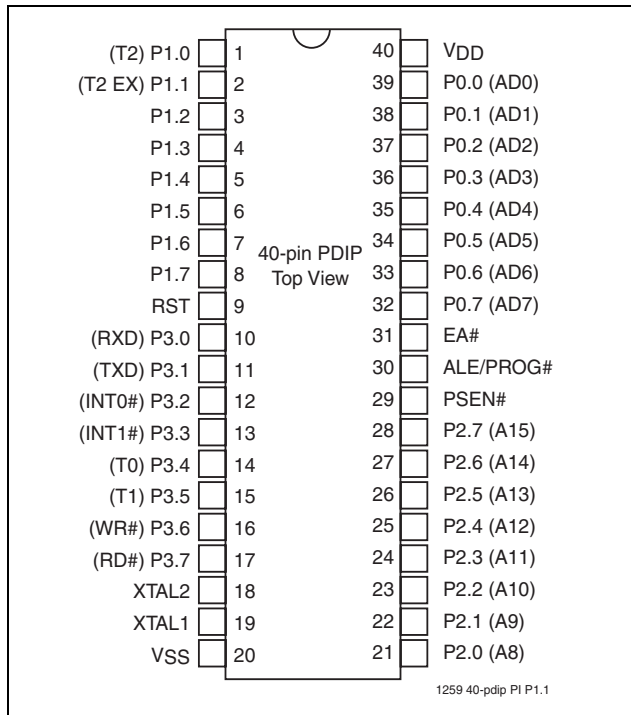 (T2) P1.0 1 40 VDD
(T2 EX) P1.1 2 39 P0.0 (AD0)
P1.2 3 38 P0.1 (AD1)
P1.3 4 37 P0.2 (AD2)
P1.4 5 36 P0.3 (AD3)
P1.5 6 35 P0.4 (AD4)
P1.6 7 34 P0.5 (AD5)
40-pin PDIP
P1.7 8 33 P0.6 (AD6)
Top View
RST 9 32 P0.7 (AD7)
(RXD) P3.0 10 31 EA#
(TXD) P3.1 11 30 ALE/PROG#
(INT0#) P3.2 12 29 PSEN#
(INT1#) P3.3 13 28 P2.7 (A15)
(T0) P3.4 14 27 P2.6 (A14)
(T1) P3.5 15 26 P2.5 (A13)
(WR#) P3.6 16 25 P2.4 (A12)
(RD#) P3.7 17 24 P2.3 (A11)
XTAL2 18 23 P2.2 (A10)
XTAL1 19 22 P2.1 (A9)
VSS 20 21 P2.0 (A8)
1259 40-pdip PI P1.1